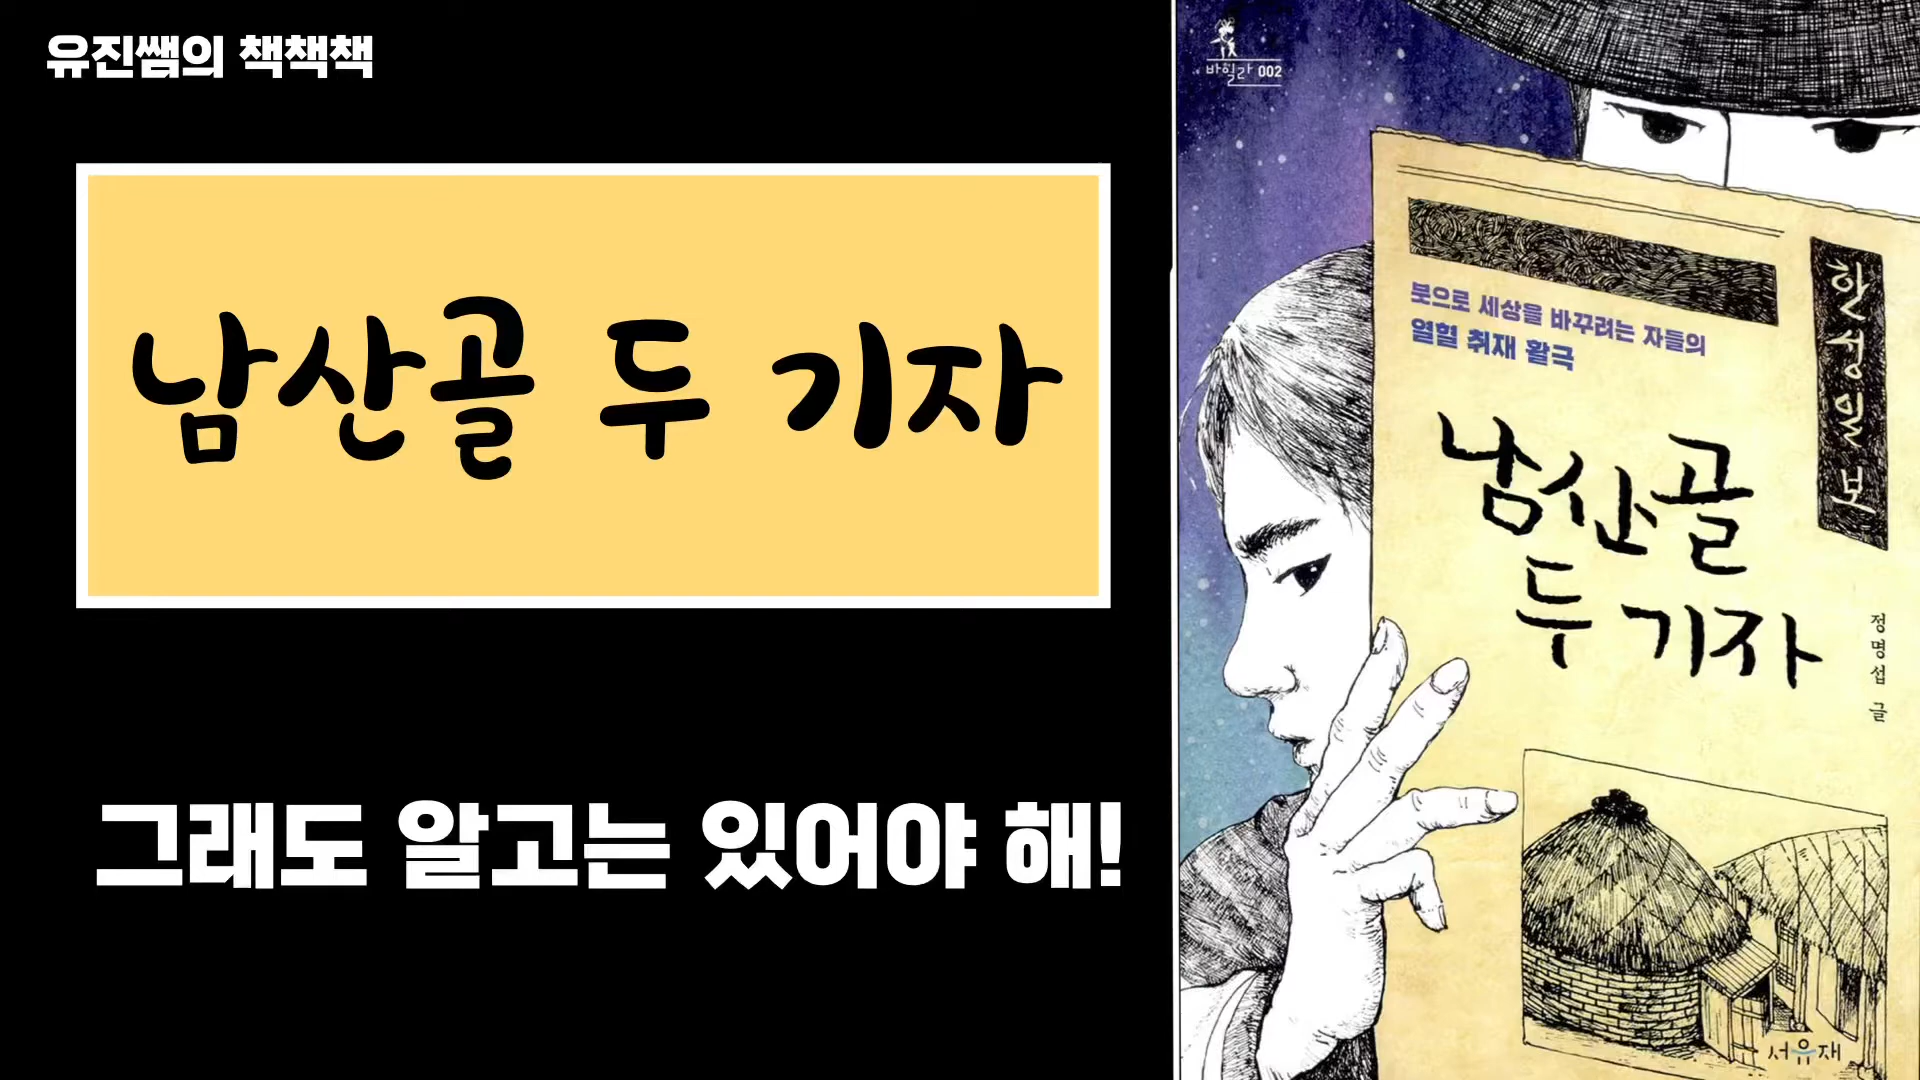 유진쌤의 책책책
남산골 두 기자
그래도 알고는 있어야 해!
바일라 002
붓으로 세상을 바꾸려는 자들의
열혈 취재 활극
한성일보
남산골
두 기자
정명섭 글
서유재